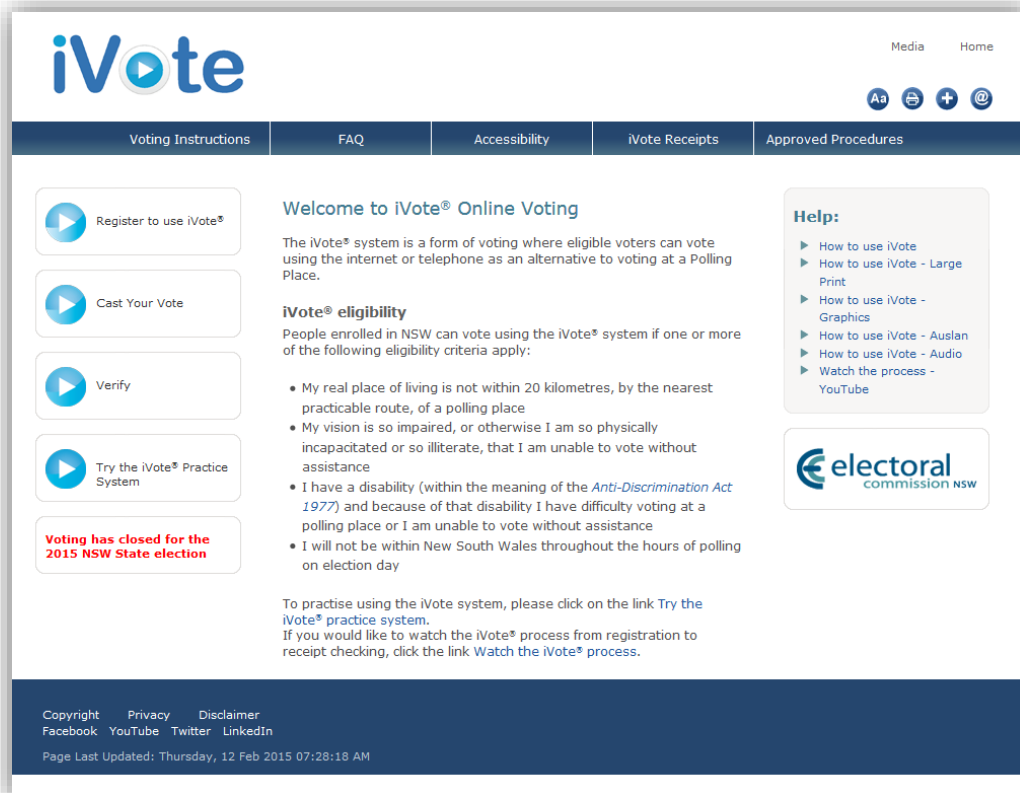 iVote
Media Home
Aa
@
Voting Instructions FAQ Accessibility iVote Receipts Approved Procedures
Register to use iVote®
Cast Your Vote
Verify
Try the iVote® Practice
System
Voting has closed for the
2015 NSW State election
Welcome to iVote® Online Voting
The iVote® system is a form of voting where eligible voters can vote
using the internet or telephone as an alternative to voting at a Polling
Place.
iVote® eligibility
People enrolled in NSW can vote using the iVote® system if one or more
of the following eligibility criteria apply:
• My real place of living is not within 20 kilometres, by the nearest
practicable route, of a polling place
• My vision is so impaired, or otherwise I am so physically
incapacitated or so illiterate, that I am unable to vote without
assistance
• I have a disability (within the meaning of the Anti-Discrimination Act
1977) and because of that disability I have difficulty voting at a
polling place or I am unable to vote without assistance
• I will not be within New South Wales throughout the hours of polling
on election day
To practise using the iVote system, please click on the link Try the
iVote® practice system.
If you would like to watch the iVote® process from registration to
receipt checking, click the link Watch the iVote® process.
Help:
How to use iVote
How to use iVote - Large
Print
How to use iVote -
Graphics
How to use iVote - Auslan
How to use iVote - Audio
Watch the process -
YouTube
electoral
commission NSW
Copyright Privacy Disclaimer
Facebook YouTube Twitter LinkedIn
Page Last Updated: Thursday, 12 Feb 2015 07:28:18 AM